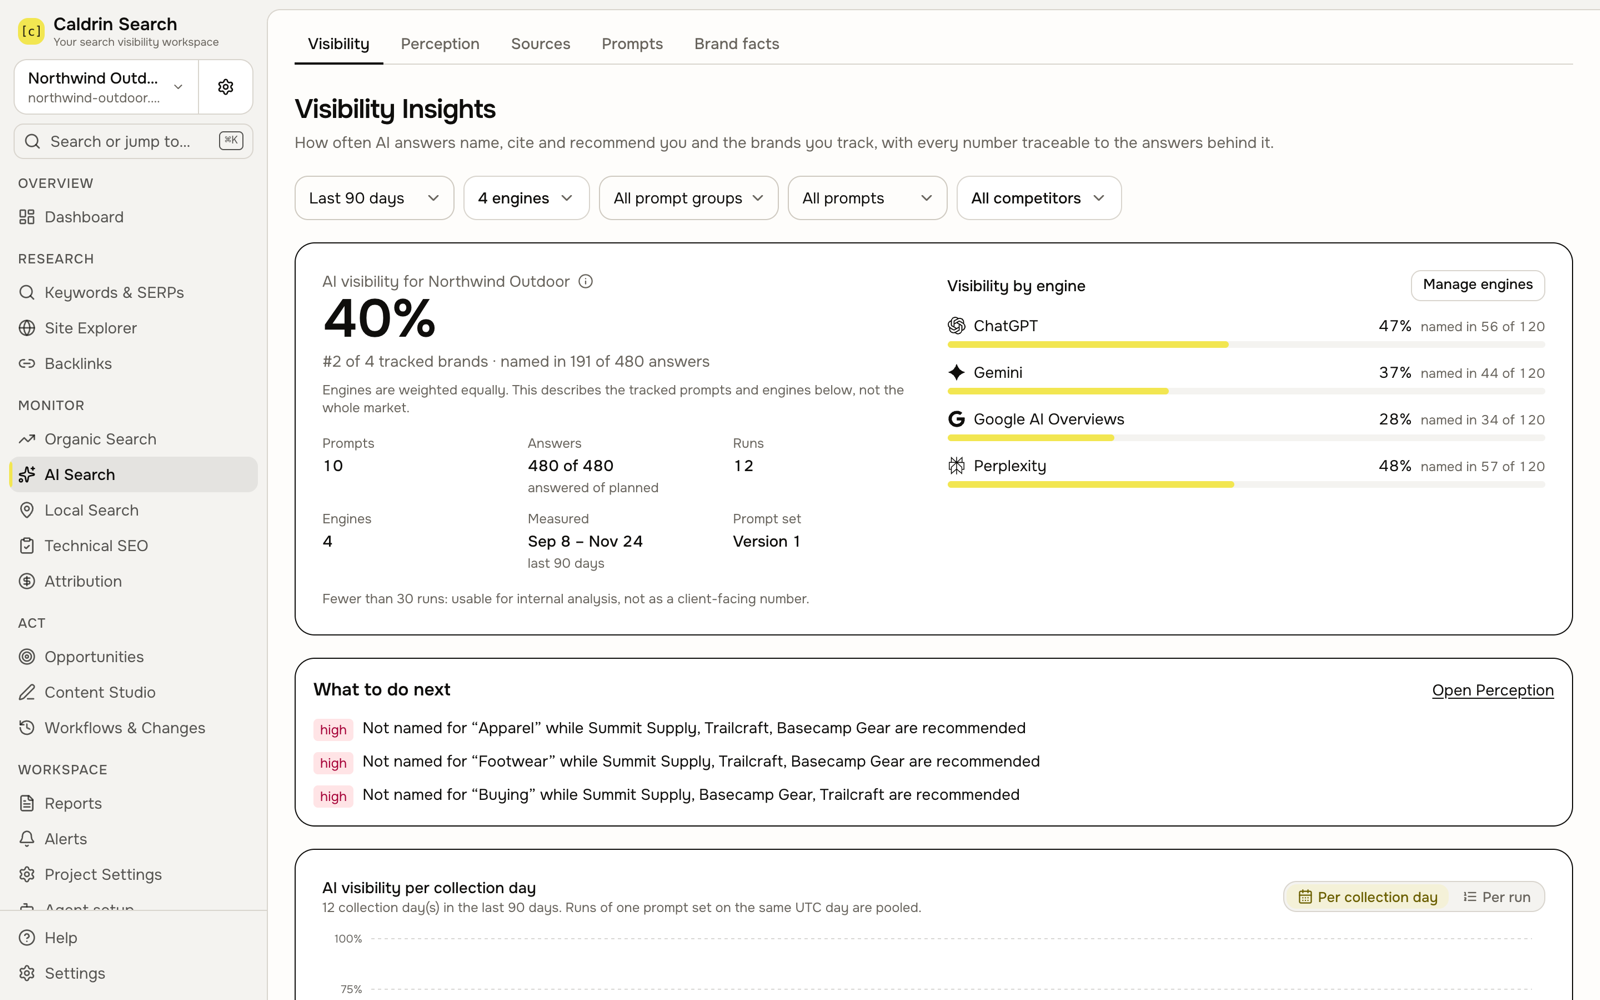 [c]
Caldrin Search
Your search visibility workspace
Northwind Outd...
northwind-outdoor....
Search or jump to...
⌘K
OVERVIEW
Dashboard
RESEARCH
Keywords & SERPs
Site Explorer
Backlinks
MONITOR
Organic Search
AI Search
Local Search
Technical SEO
Attribution
ACT
Opportunities
Content Studio
Workflows & Changes
WORKSPACE
Reports
Alerts
Project Settings
Agent setup
Help
Settings
Visibility
Perception
Sources
Prompts
Brand facts
Visibility Insights
How often AI answers name, cite and recommend you and the brands you track, with every number traceable to the answers behind it.
Last 90 days
4 engines
All prompt groups
All prompts
All competitors
AI visibility for Northwind Outdoor
40%
#2 of 4 tracked brands · named in 191 of 480 answers
Engines are weighted equally. This describes the tracked prompts and engines below, not the
whole market.
Prompts
10
Answers
480 of 480
answered of planned
Runs
12
Engines
4
Measured
Sep 8 – Nov 24
last 90 days
Prompt set
Version 1
Fewer than 30 runs: usable for internal analysis, not as a client-facing number.
Visibility by engine
Manage engines
ChatGPT
47% named in 56 of 120
Gemini
37% named in 44 of 120
Google AI Overviews
28% named in 34 of 120
Perplexity
48% named in 57 of 120
What to do next
Open Perception
high Not named for “Apparel” while Summit Supply, Trailcraft, Basecamp Gear are recommended
high Not named for “Footwear” while Summit Supply, Trailcraft, Basecamp Gear are recommended
high Not named for “Buying” while Summit Supply, Basecamp Gear, Trailcraft are recommended
AI visibility per collection day
12 collection day(s) in the last 90 days. Runs of one prompt set on the same UTC day are pooled.
Per collection day
Per run
100%
75%